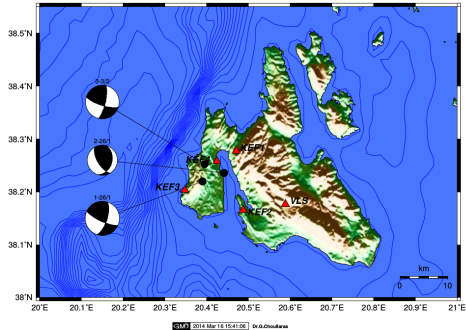 38.5˚N
38.4˚N
38.3˚N
38.2˚N
38.1˚N
38˚N
3-3/2
2-26/1
1-26/1
KEF1
KEF3
KEF2
VLS
km
0 10
20˚E 20.1˚E 20.2˚E 20.3˚E 20.4˚E 20.5˚E 20.6˚E 20.7˚E 20.8˚E 20.9˚E 21˚E
GMT 2014 Mar 16 15:41:06 Dr.G.Chouliaras